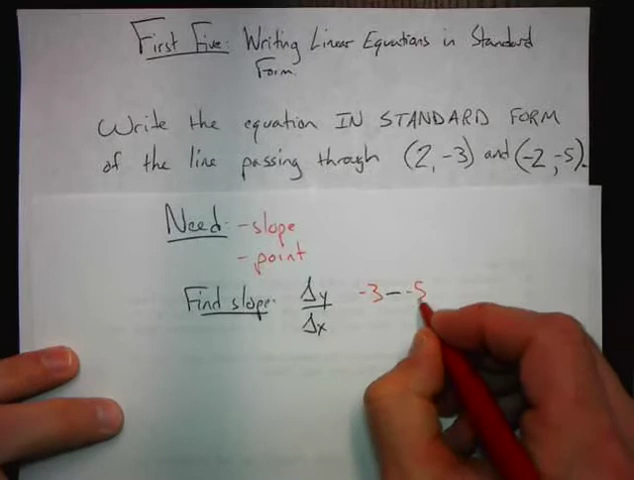 First Five: Writing Linear Equations in Standard
Form.
Write the equation IN STANDARD FORM
of the line passing through (2, -3) and (-2, -5).
Need: -slope
- point
Find slope: Δy -3 - -5
Δx